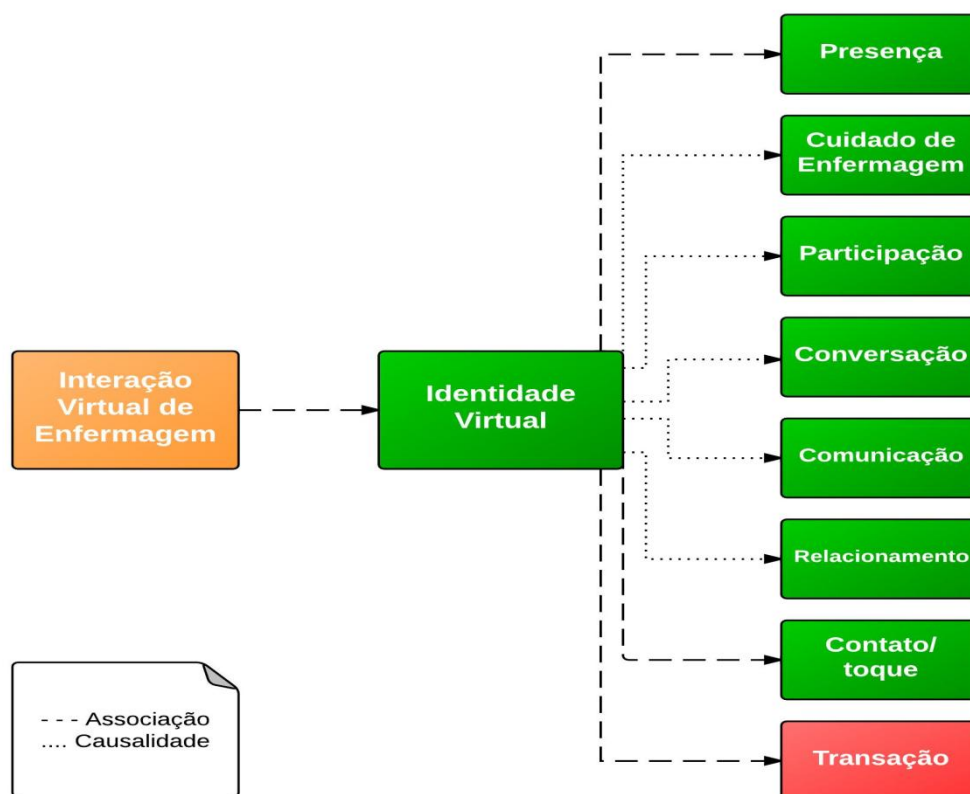 Presença
Cuidado de
Enfermagem
Participação
Conversação
Interação
Virtual de
Enfermagem
Identidade
Virtual
Comunicação
Relacionamento
Contato/
toque
Transação
- - - Associação
.... Causalidade